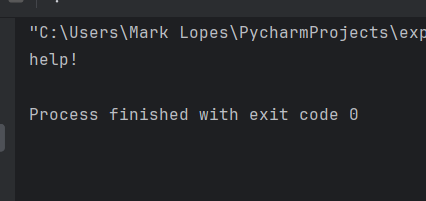 "C:\Users\Mark Lopes\PycharmProjects\exp
help!
Process finished with exit code 0